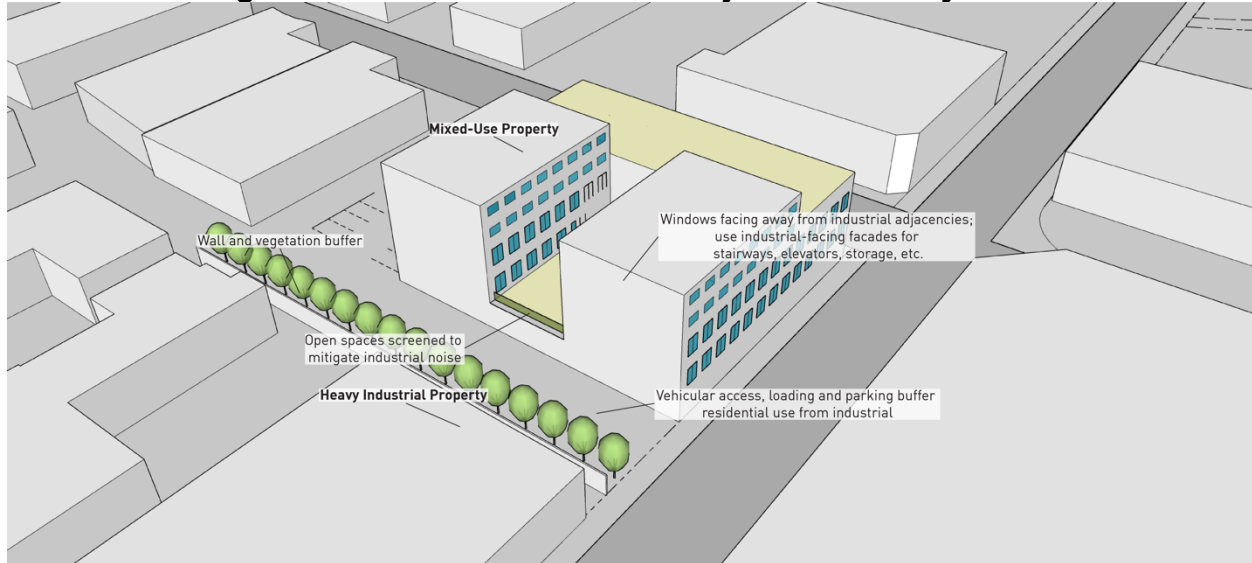 Mixed-Use Property
Windows facing away from industrial adjacencies;
use industrial-facing facades for
stairways, elevators, storage, etc.
Wall and vegetation buffer
Open spaces screened to
mitigate industrial noise
Heavy Industrial Property
Vehicular access, loading and parking buffer
residential use from industrial